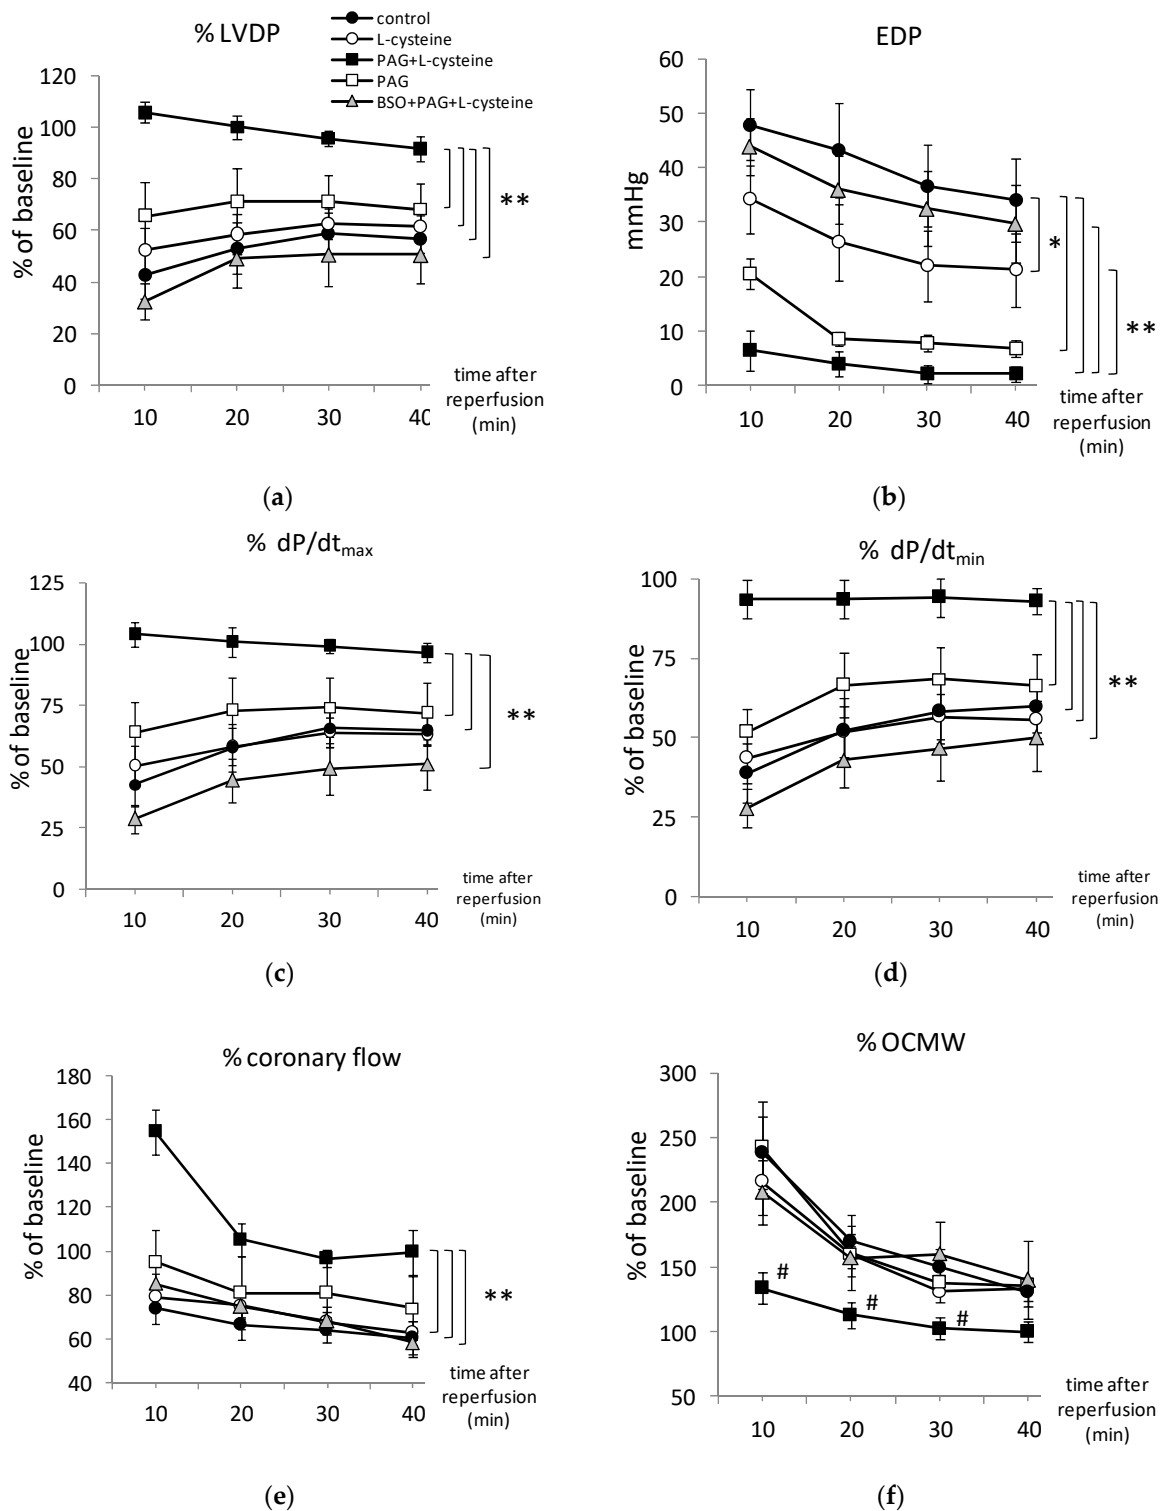 % LVDP
control
L-cysteine
PAG+L-cysteine
PAG
BSO+PAG+L-cysteine
120
100
80
60
40
20
0
% of baseline
10 20 30 40
time after
reperfusion
(min)
**
(a)
EDP
60
50
40
30
20
10
0
mmHg
10 20 30 40
time after
reperfusion
(min)
*
**
(b)
% dP/dtmax
125
100
75
50
25
0
% of baseline
10 20 30 40
time after
reperfusion
(min)
**
(c)
% dP/dtmin
100
75
50
25
0
% of baseline
10 20 30 40
time after
reperfusion
(min)
**
(d)
% coronary flow
180
160
140
120
100
80
60
40
% of baseline
10 20 30 40
time after
reperfusion
(min)
**
(e)
% OCMW
300
250
200
150
100
50
% of baseline
# # #
10 20 30 40
time after
reperfusion
(min)
(f)